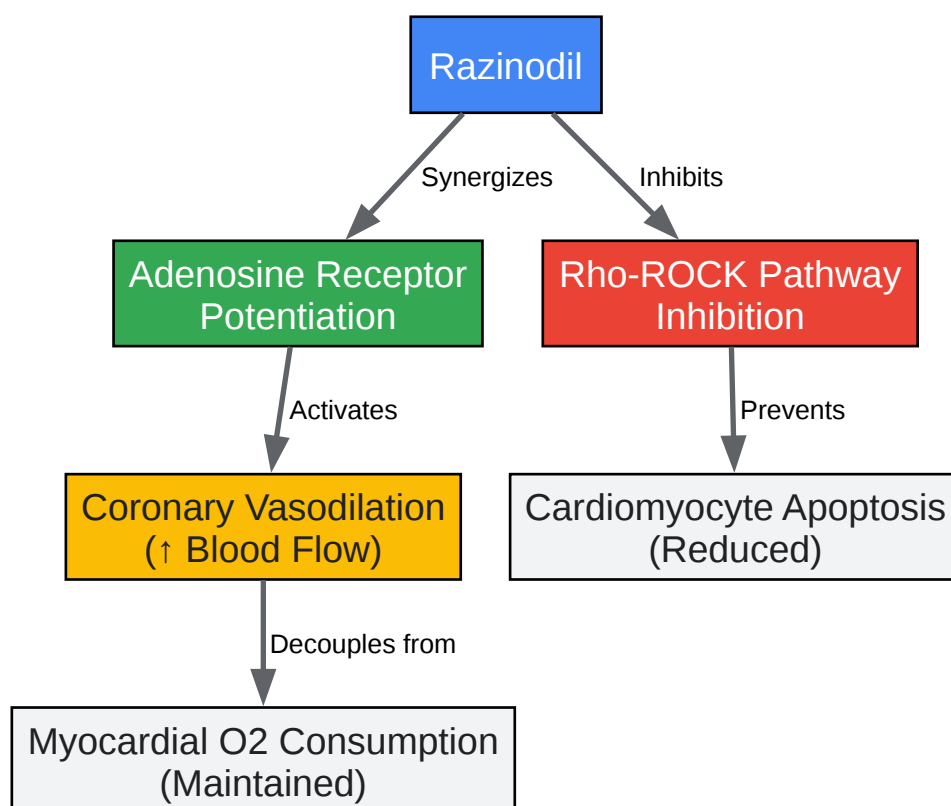 Razinodil
Synergizes
Inhibits
Adenosine Receptor
Potentiation
Rho-ROCK Pathway
Inhibition
Activates
Prevents
Coronary Vasodilation
(↑ Blood Flow)
Cardiomyocyte Apoptosis
(Reduced)
Decouples from
Myocardial O2 Consumption
(Maintained)